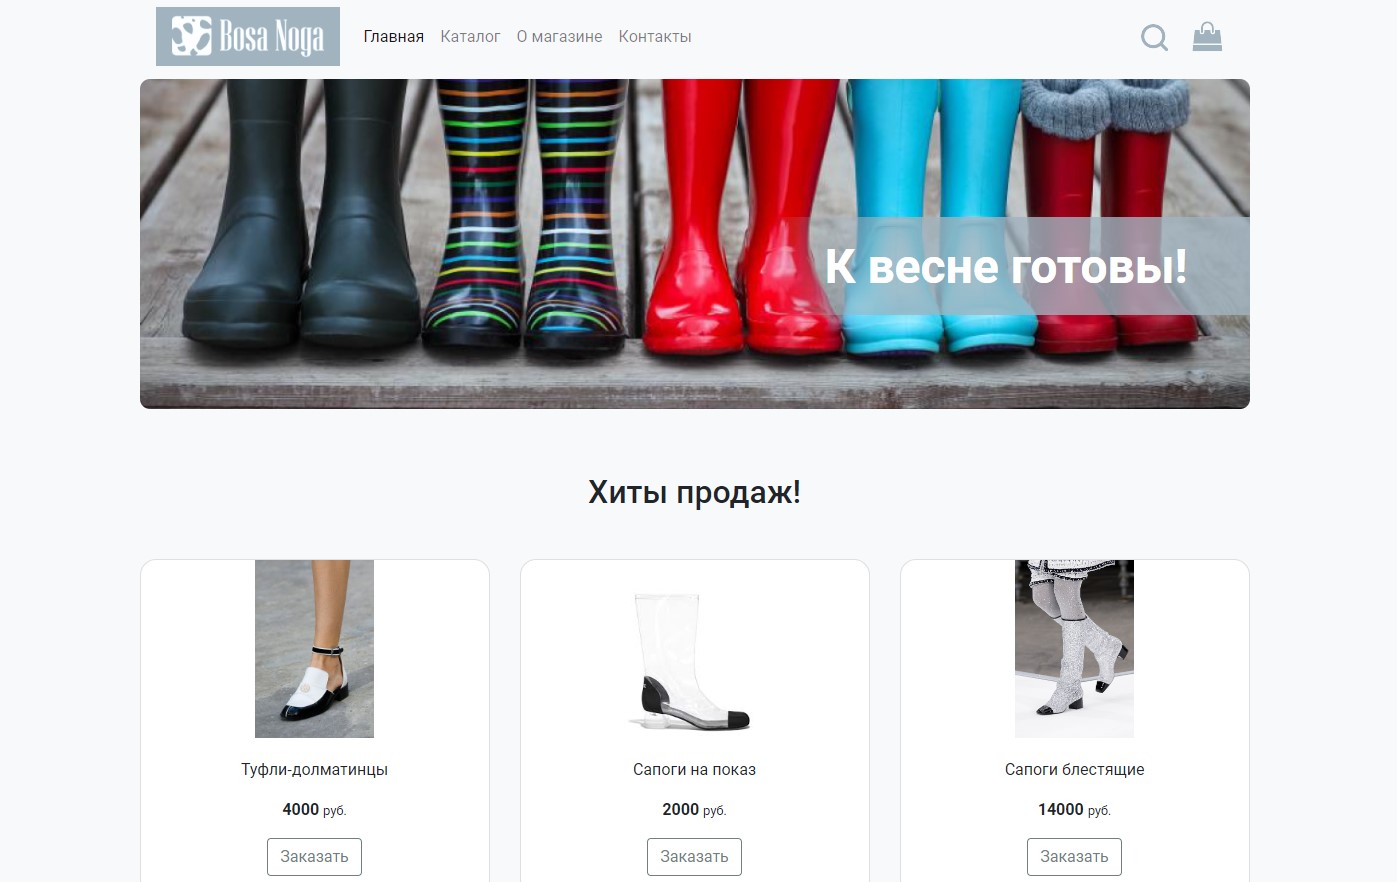 Bosa Noga
Главная Каталог О магазине Контакты
К весне готовы!
Хиты продаж!
Туфли-долматинцы
4000 руб.
Заказать
Сапоги на показ
2000 руб.
Заказать
Сапоги блестящие
14000 руб.
Заказать